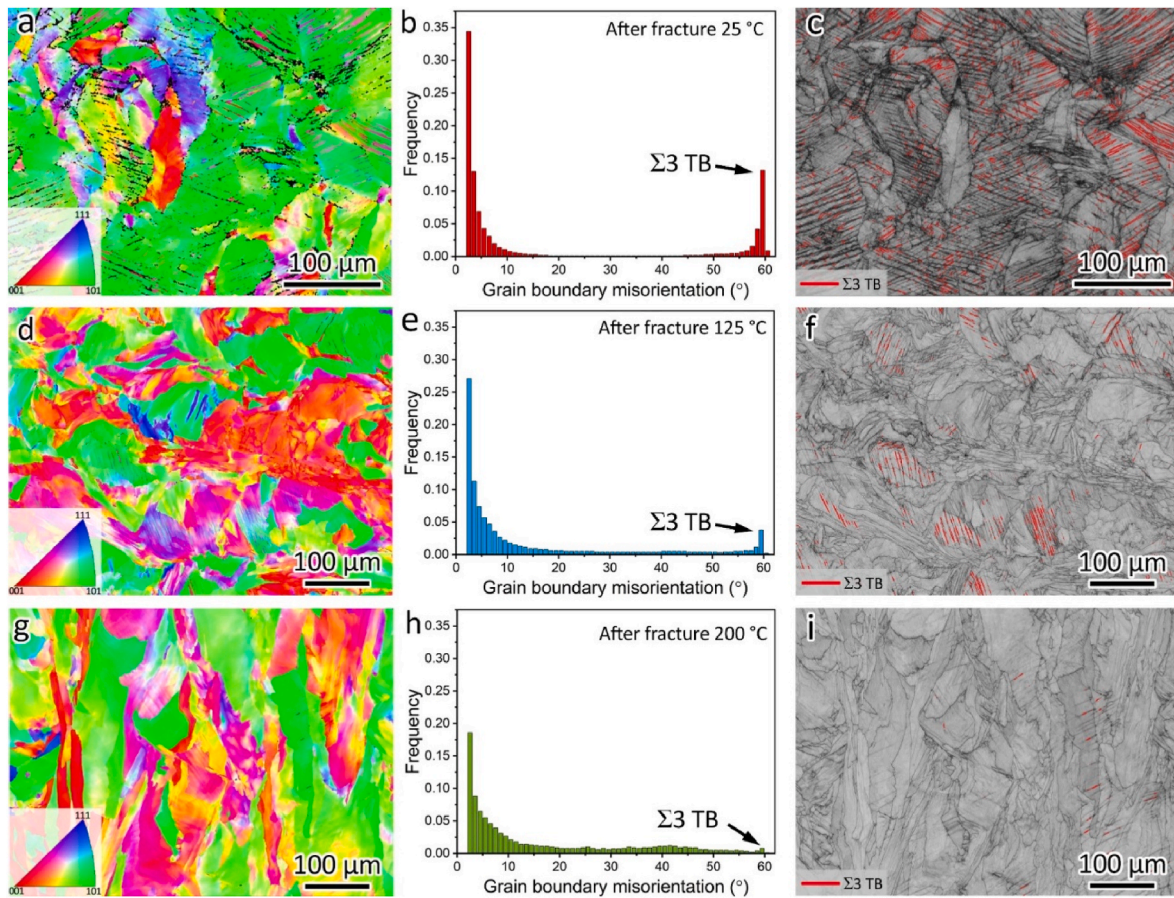 a
111
001
101
100 μm
b
After fracture 25 °C
Frequency
0.35
0.30
0.25
0.20
0.15
0.10
0.05
0.00
Σ3 TB
0
10
20
30
40
50
60
Grain boundary misorientation (°)
c
Σ3 TB
100 μm
d
111
001
101
100 μm
e
After fracture 125 °C
Frequency
0.35
0.30
0.25
0.20
0.15
0.10
0.05
0.00
Σ3 TB
0
10
20
30
40
50
60
Grain boundary misorientation (°)
f
Σ3 TB
100 μm
g
111
001
101
100 μm
h
After fracture 200 °C
Frequency
0.35
0.30
0.25
0.20
0.15
0.10
0.05
0.00
Σ3 TB
0
10
20
30
40
50
60
Grain boundary misorientation (°)
i
Σ3 TB
100 μm